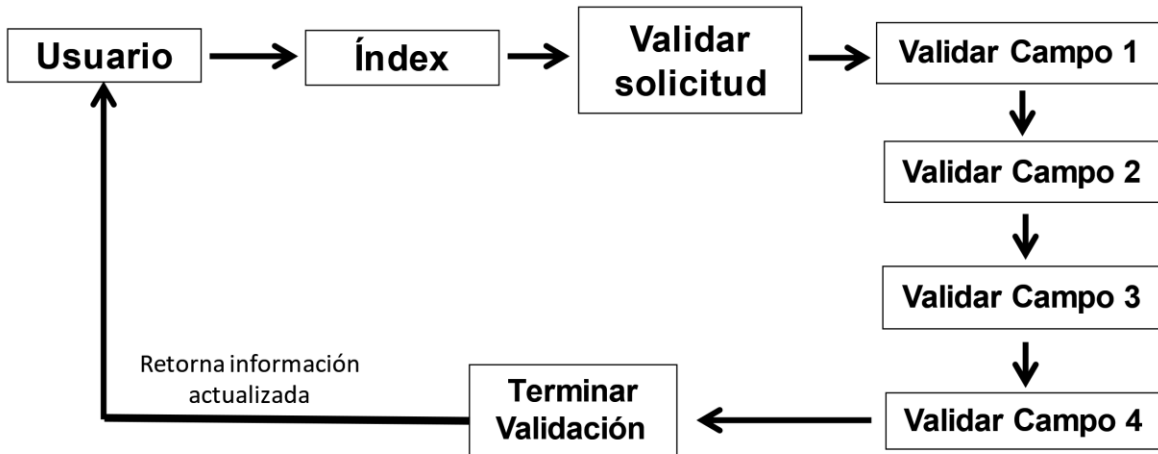 Usuario
Índex
Validar
solicitud
Validar Campo 1
Validar Campo 2
Validar Campo 3
Validar Campo 4
Terminar
Validación
Retorna información
actualizada